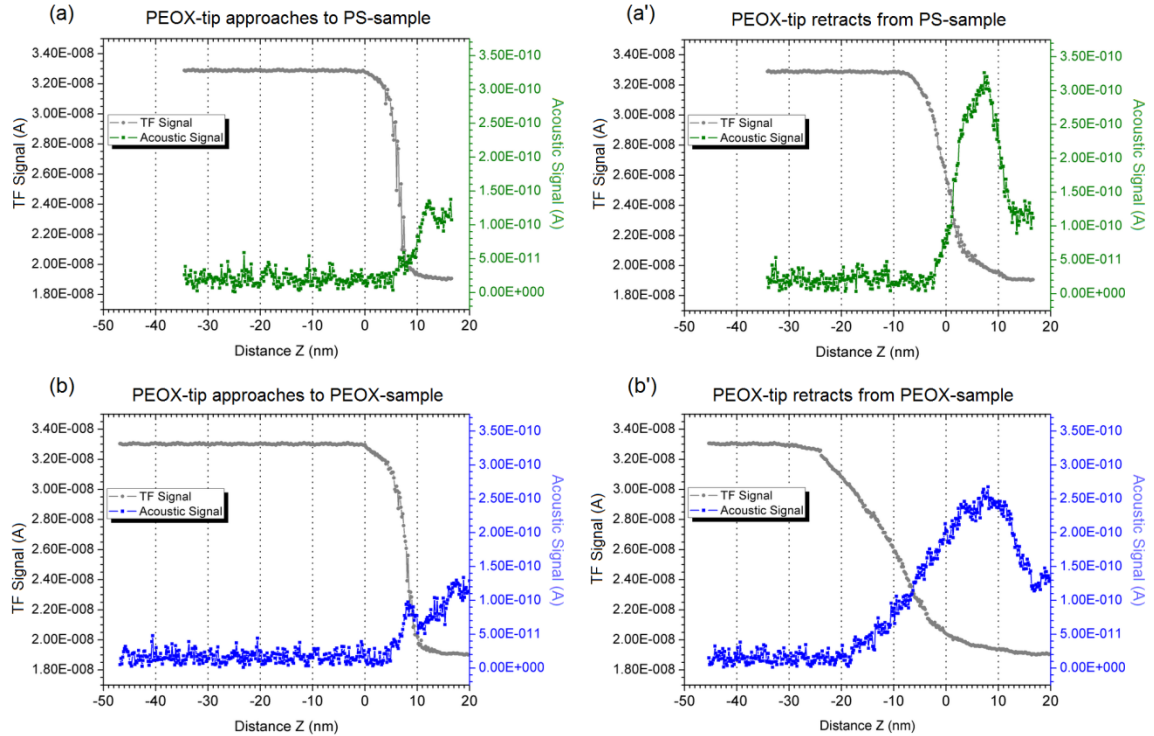 (a) PEOX-tip approaches to PS-sample
3.40E-008
3.20E-008
3.00E-008
2.80E-008
2.60E-008
2.40E-008
2.20E-008
2.00E-008
1.80E-008
TF Signal (A)
TF Signal
Acoustic Signal
3.50E-010
3.00E-010
2.50E-010
2.00E-010
1.50E-010
1.00E-010
5.00E-011
0.00E+000
Acoustic Signal (A)
-50 -40 -30 -20 -10 0 10 20
Distance Z (nm)
(a') PEOX-tip retracts from PS-sample
3.40E-008
3.20E-008
3.00E-008
2.80E-008
2.60E-008
2.40E-008
2.20E-008
2.00E-008
1.80E-008
TF Signal (A)
TF Signal
Acoustic Signal
3.50E-010
3.00E-010
2.50E-010
2.00E-010
1.50E-010
1.00E-010
5.00E-011
0.00E+000
Acoustic Signal (A)
-50 -40 -30 -20 -10 0 10 20
Distance Z (nm)
(b) PEOX-tip approaches to PEOX-sample
3.40E-008
3.20E-008
3.00E-008
2.80E-008
2.60E-008
2.40E-008
2.20E-008
2.00E-008
1.80E-008
TF Signal (A)
TF Signal
Acoustic Signal
3.50E-010
3.00E-010
2.50E-010
2.00E-010
1.50E-010
1.00E-010
5.00E-011
0.00E+000
Acoustic Signal (A)
-50 -40 -30 -20 -10 0 10 20
Distance Z (nm)
(b') PEOX-tip retracts from PEOX-sample
3.40E-008
3.20E-008
3.00E-008
2.80E-008
2.60E-008
2.40E-008
2.20E-008
2.00E-008
1.80E-008
TF Signal (A)
TF Signal
Acoustic Signal
3.50E-010
3.00E-010
2.50E-010
2.00E-010
1.50E-010
1.00E-010
5.00E-011
0.00E+000
Acoustic Signal (A)
-50 -40 -30 -20 -10 0 10 20
Distance Z (nm)